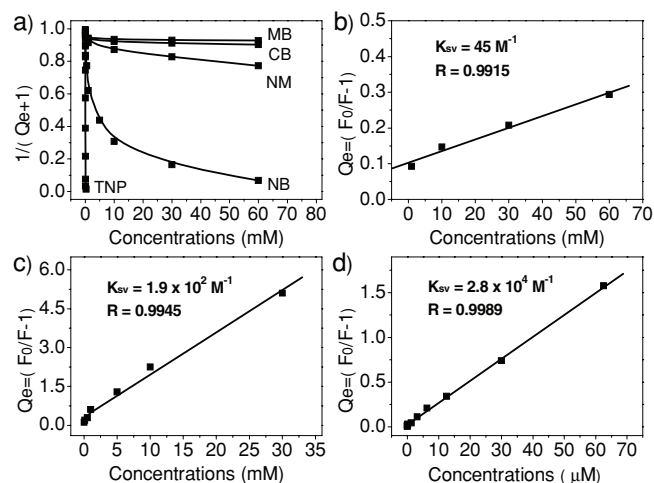 a)
1/( Qe+1)
1.0
0.8
0.6
0.4
0.2
0.0
MB
CB
NM
NB
TNP
0 10 20 30 40 50 60 70 80
Concentrations (mM)
b)
Qe=( F0/F-1)
0.5
0.4
0.3
0.2
0.1
0.0
Ksv = 45 M-1
R = 0.9915
0 10 20 30 40 50 60 70
Concentrations (mM)
c)
Qe=( F0/F-1)
6.0
4.5
3.0
1.5
0.0
Ksv = 1.9 x 10² M-1
R = 0.9945
0 5 10 15 20 25 30 35
Concentrations (mM)
d)
Qe=( F0/F-1)
1.5
1.0
0.5
0.0
Ksv = 2.8 x 10⁴ M-1
R = 0.9989
0 10 20 30 40 50 60 70
Concentrations ( μM)